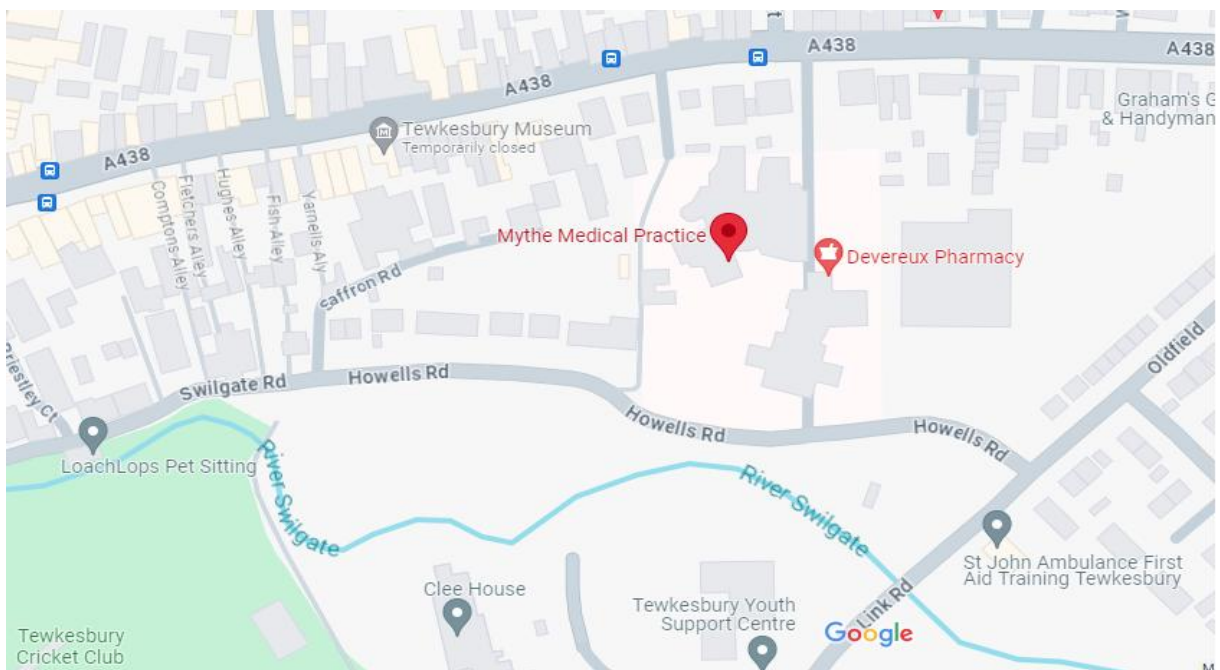 A438
A438
A438
A438
Graham's G
& Handyman
Tewkesbury Museum
Temporarily closed
Comptons Alley
Fletchers Alley
Hughes Alley
Fish Alley
Yarnells Aly
Mythe Medical Practice
Devereux Pharmacy
Saffron Rd
Oldfield
Swilgate Rd
Howells Rd
Howells Rd
Howells Rd
Priestley Ct
LoachLops Pet Sitting
River Swilgate
River Swilgate
St John Ambulance First
Aid Training Tewkesbury
Clee House
Tewkesbury Youth
Support Centre
Link Rd
Google
Tewkesbury
Cricket Club